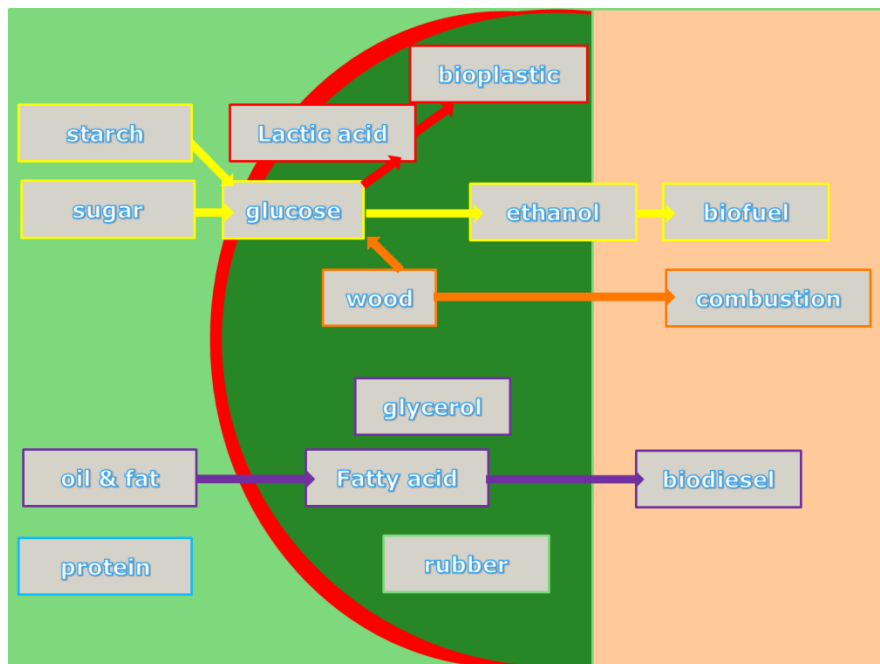 bioplastic
starch
Lactic acid
sugar
glucose
ethanol
biofuel
wood
combustion
glycerol
oil & fat
Fatty acid
biodiesel
protein
rubber